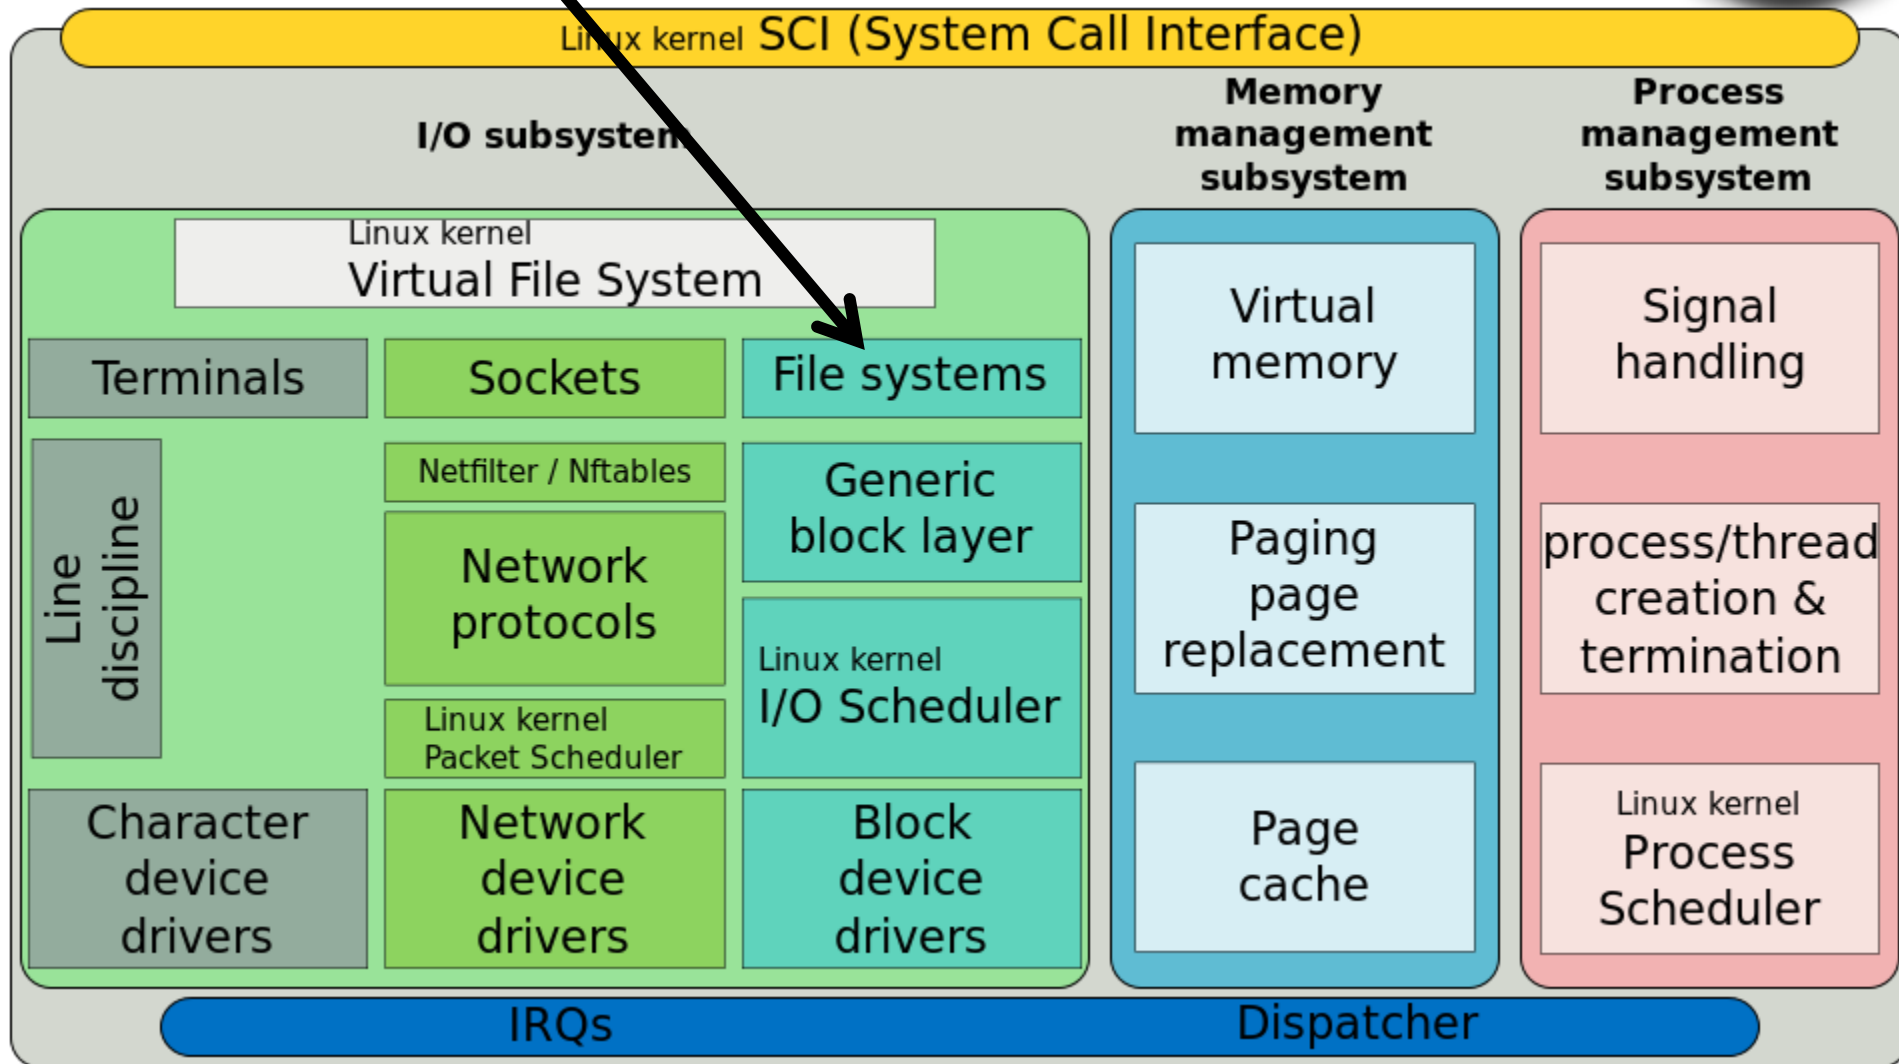 Linux kernel SCI (System Call Interface)
I/O subsystem
Memory
management
subsystem
Process
management
subsystem
Linux kernel
Virtual File System
Terminals
Sockets
File systems
Line
discipline
Netfilter / Nftables
Network
protocols
Linux kernel
Packet Scheduler
Generic
block layer
Linux kernel
I/O Scheduler
Character
device
drivers
Network
device
drivers
Block
device
drivers
Virtual
memory
Paging
page
replacement
Page
cache
Signal
handling
process/thread
creation &
termination
Linux kernel
Process
Scheduler
IRQs
Dispatcher